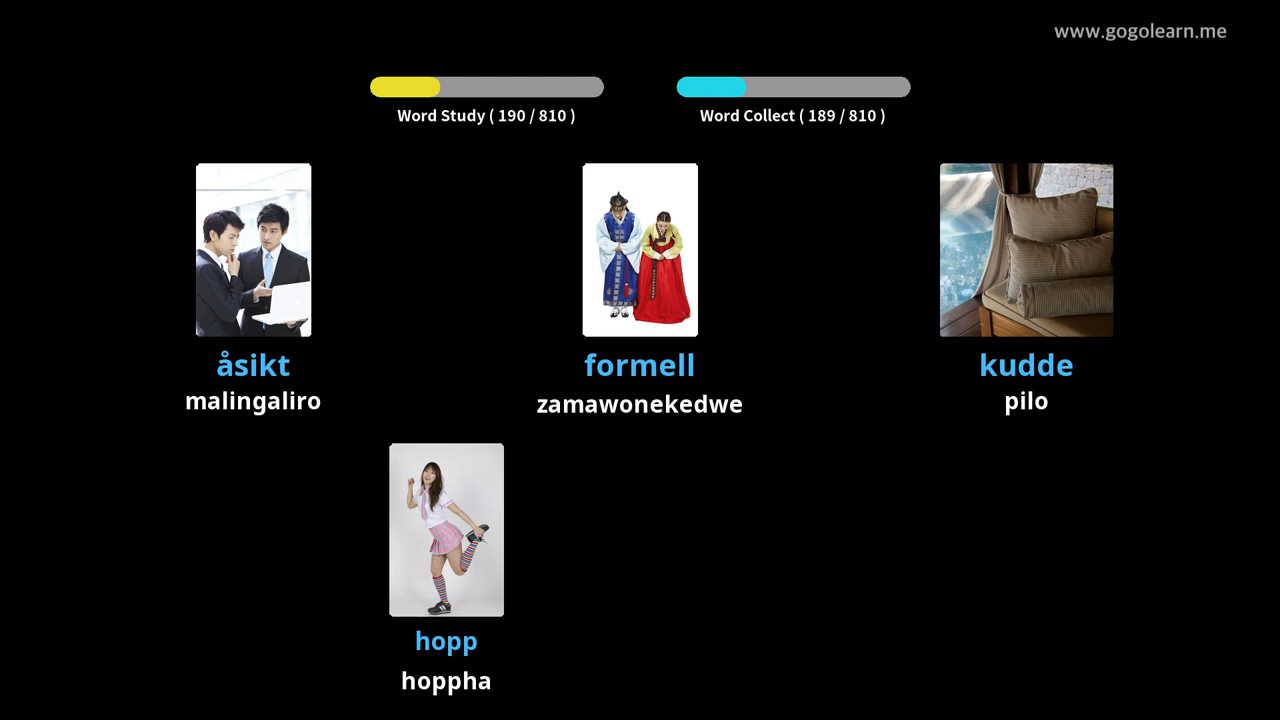 www.gogolearn.me
Word Study ( 190 / 810 )
Word Collect ( 189 / 810 )
åsikt
malingaliro
formell
zamawonekedwe
kudde
pilo
hopp
hoppha